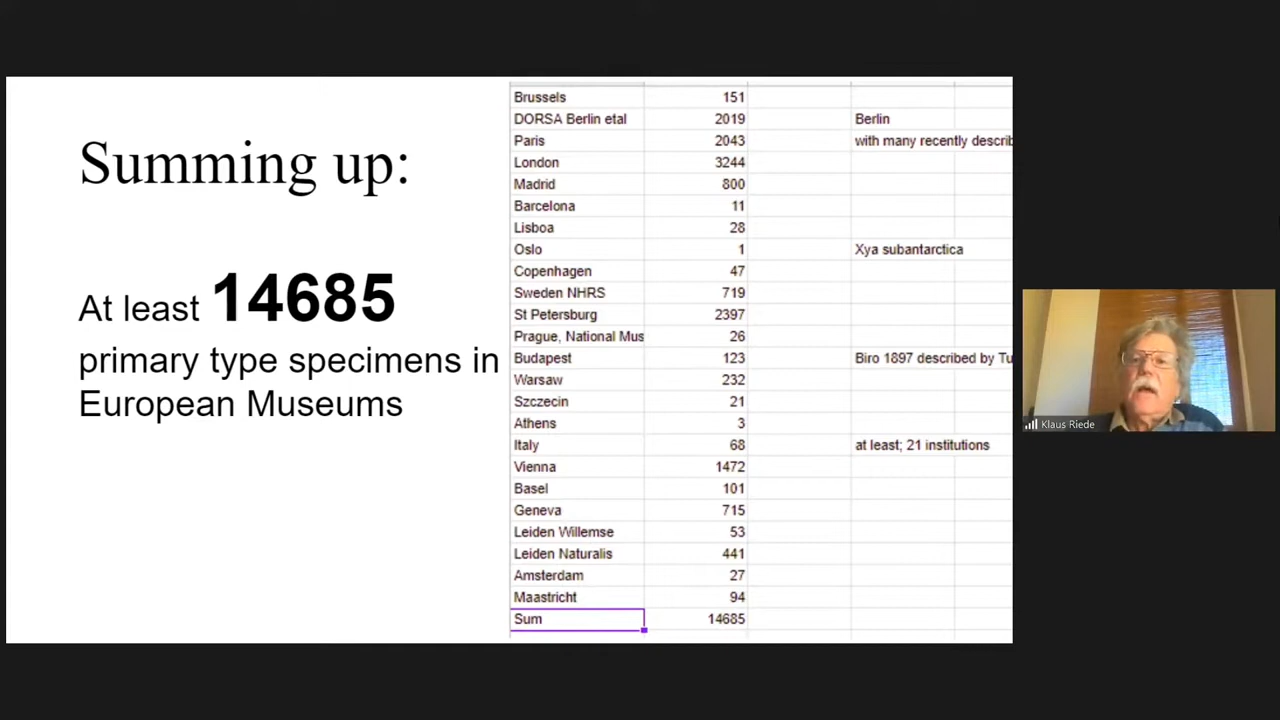 Summing up:
At least 14685
primary type specimens in
European Museums
Brussels 151
DORSA Berlin etal 2019 Berlin
Paris 2043 with many recently describ
London 3244
Madrid 800
Barcelona 11
Lisboa 28
Oslo 1 Xya subantarctica
Copenhagen 47
Sweden NHRS 719
St Petersburg 2397
Prague, National Mus 26
Budapest 123 Biro 1897 described by Tu
Warsaw 232
Szczecin 21
Athens 3
Italy 68 at least; 21 institutions
Vienna 1472
Basel 101
Geneva 715
Leiden Willemse 53
Leiden Naturalis 441
Amsterdam 27
Maastricht 94
Sum 14685
Klaus Riede